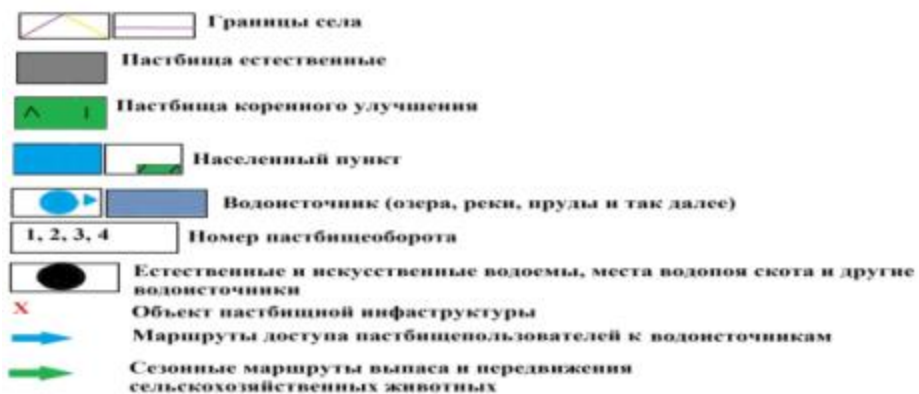 Границы села
Пастбища естественные
Пастбища коренного улучшения
Населенный пункт
Водоисточник (озера, реки, пруды и так далее)
1, 2, 3, 4 Номер пастбищеоборота
Естественные и искусственные водоемы, места водопоя скота и другие
водоисточники
X Объект пастбищной инфаструктуры
Маршруты доступа пастбищепользователей к водоисточникам
Сезонные маршруты выпаса и передвижения
сельскохозяйственных животных